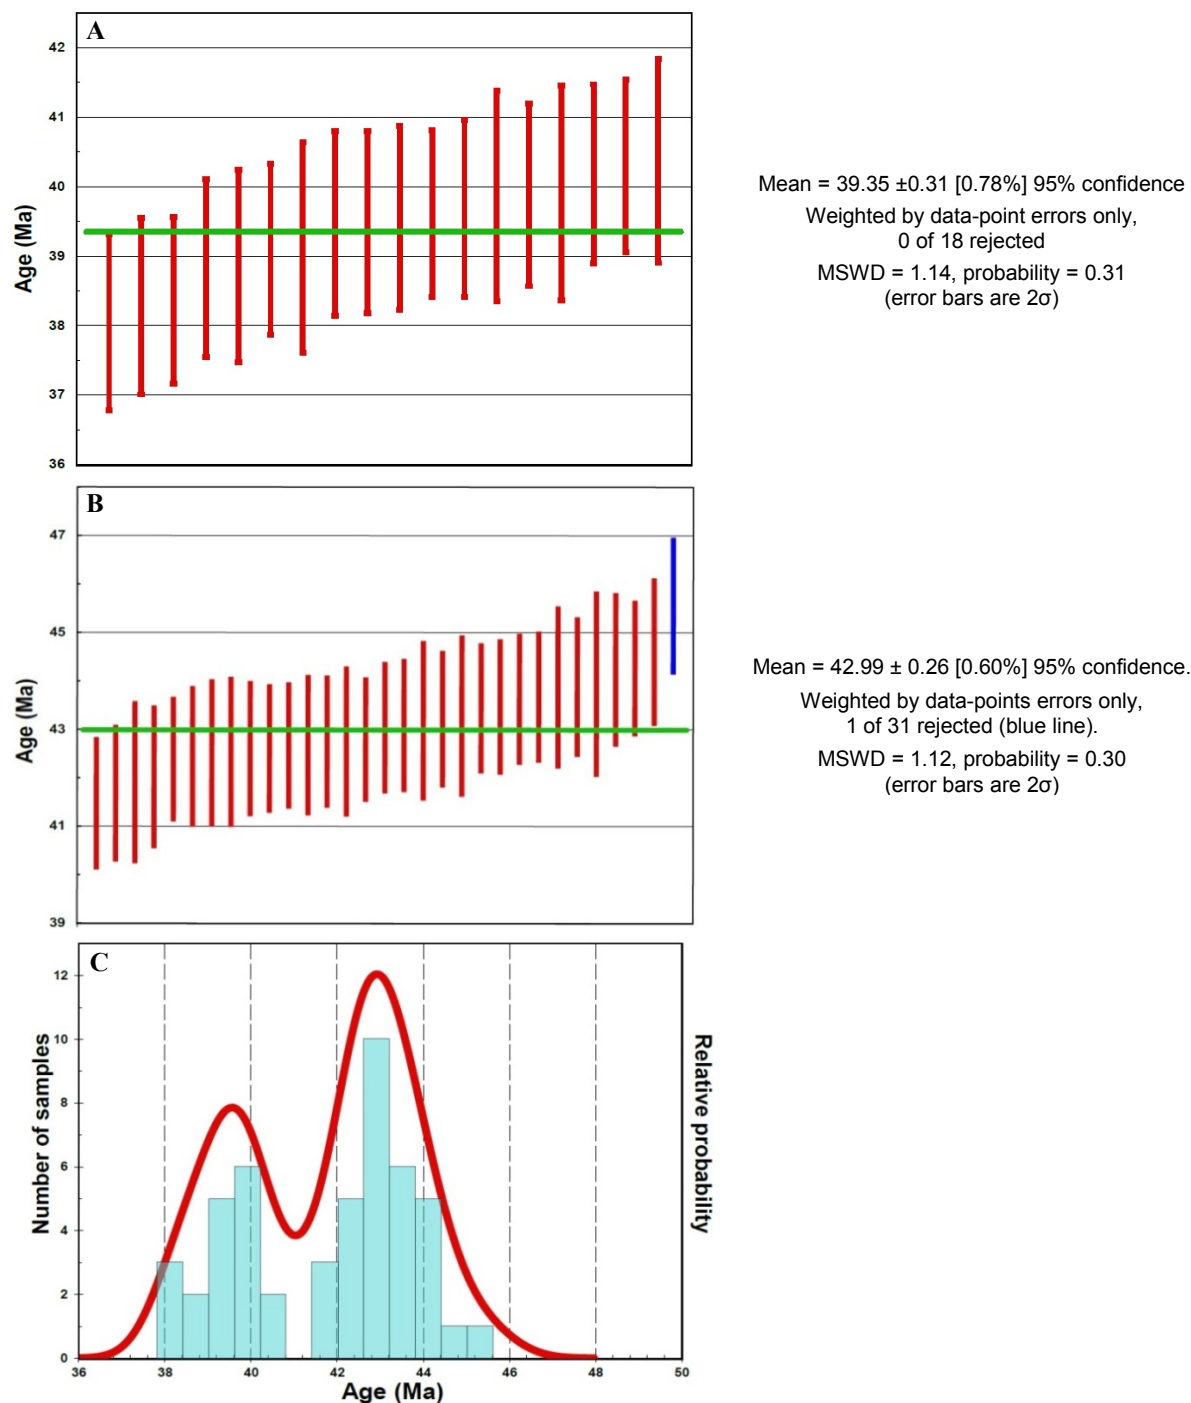 A
42
41
40
39
38
37
36
Age (Ma)
Mean = 39.35 ±0.31 [0.78%] 95% confidence
Weighted by data-point errors only,
0 of 18 rejected
MSWD = 1.14, probability = 0.31
(error bars are 2σ)
B
47
45
43
41
39
Age (Ma)
Mean = 42.99 ± 0.26 [0.60%] 95% confidence.
Weighted by data-points errors only,
1 of 31 rejected (blue line).
MSWD = 1.12, probability = 0.30
(error bars are 2σ)
C
12
10
8
6
4
2
0
Number of samples
Relative probability
36 38 40 42 44 46 48 50
Age (Ma)